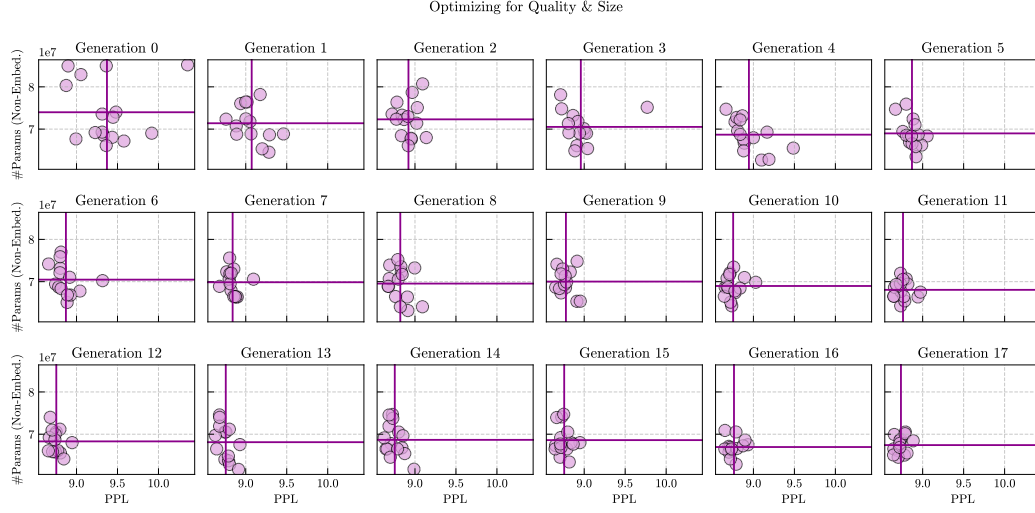 Optimizing for Quality & Size
Generation 0
Generation 1
Generation 2
Generation 3
Generation 4
Generation 5
1e7
#Params (Non-Embed.)
8
7
Generation 6
Generation 7
Generation 8
Generation 9
Generation 10
Generation 11
1e7
#Params (Non-Embed.)
8
7
Generation 12
Generation 13
Generation 14
Generation 15
Generation 16
Generation 17
1e7
#Params (Non-Embed.)
8
7
9.0 9.5 10.0
9.0 9.5 10.0
9.0 9.5 10.0
9.0 9.5 10.0
9.0 9.5 10.0
9.0 9.5 10.0
PPL
PPL
PPL
PPL
PPL
PPL